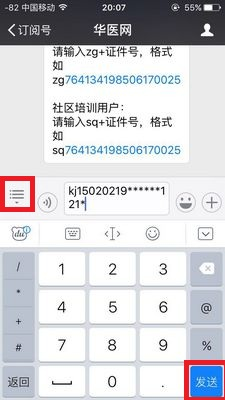 -82 中国移动 20:07 55%
订阅号 华医网
请输入zg+证件号，格式
如
zg764134198506170025
社区培训用户：
请输入sq+证件号，格式
如
sq764134198506170025
kj15020219******1
21*
du
/ 1 2 3
* 4 5 6 @
+
# 7 8 9 %
返回 0 . 发送